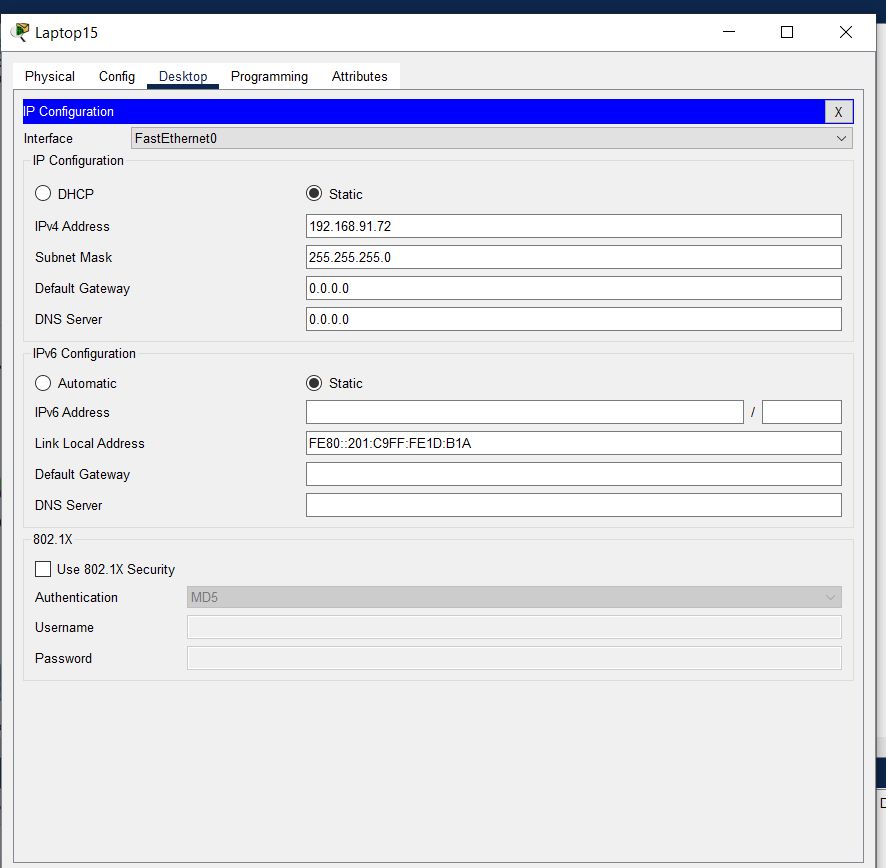 Laptop15
Physical Config Desktop Programming Attributes
IP Configuration X
Interface FastEthernet0
IP Configuration
DHCP Static
IPv4 Address 192.168.91.72
Subnet Mask 255.255.255.0
Default Gateway 0.0.0.0
DNS Server 0.0.0.0
IPv6 Configuration
Automatic Static
IPv6 Address /
Link Local Address FE80::201:C9FF:FE1D:B1A
Default Gateway
DNS Server
802.1X
Use 802.1X Security
Authentication MD5
Username
Password